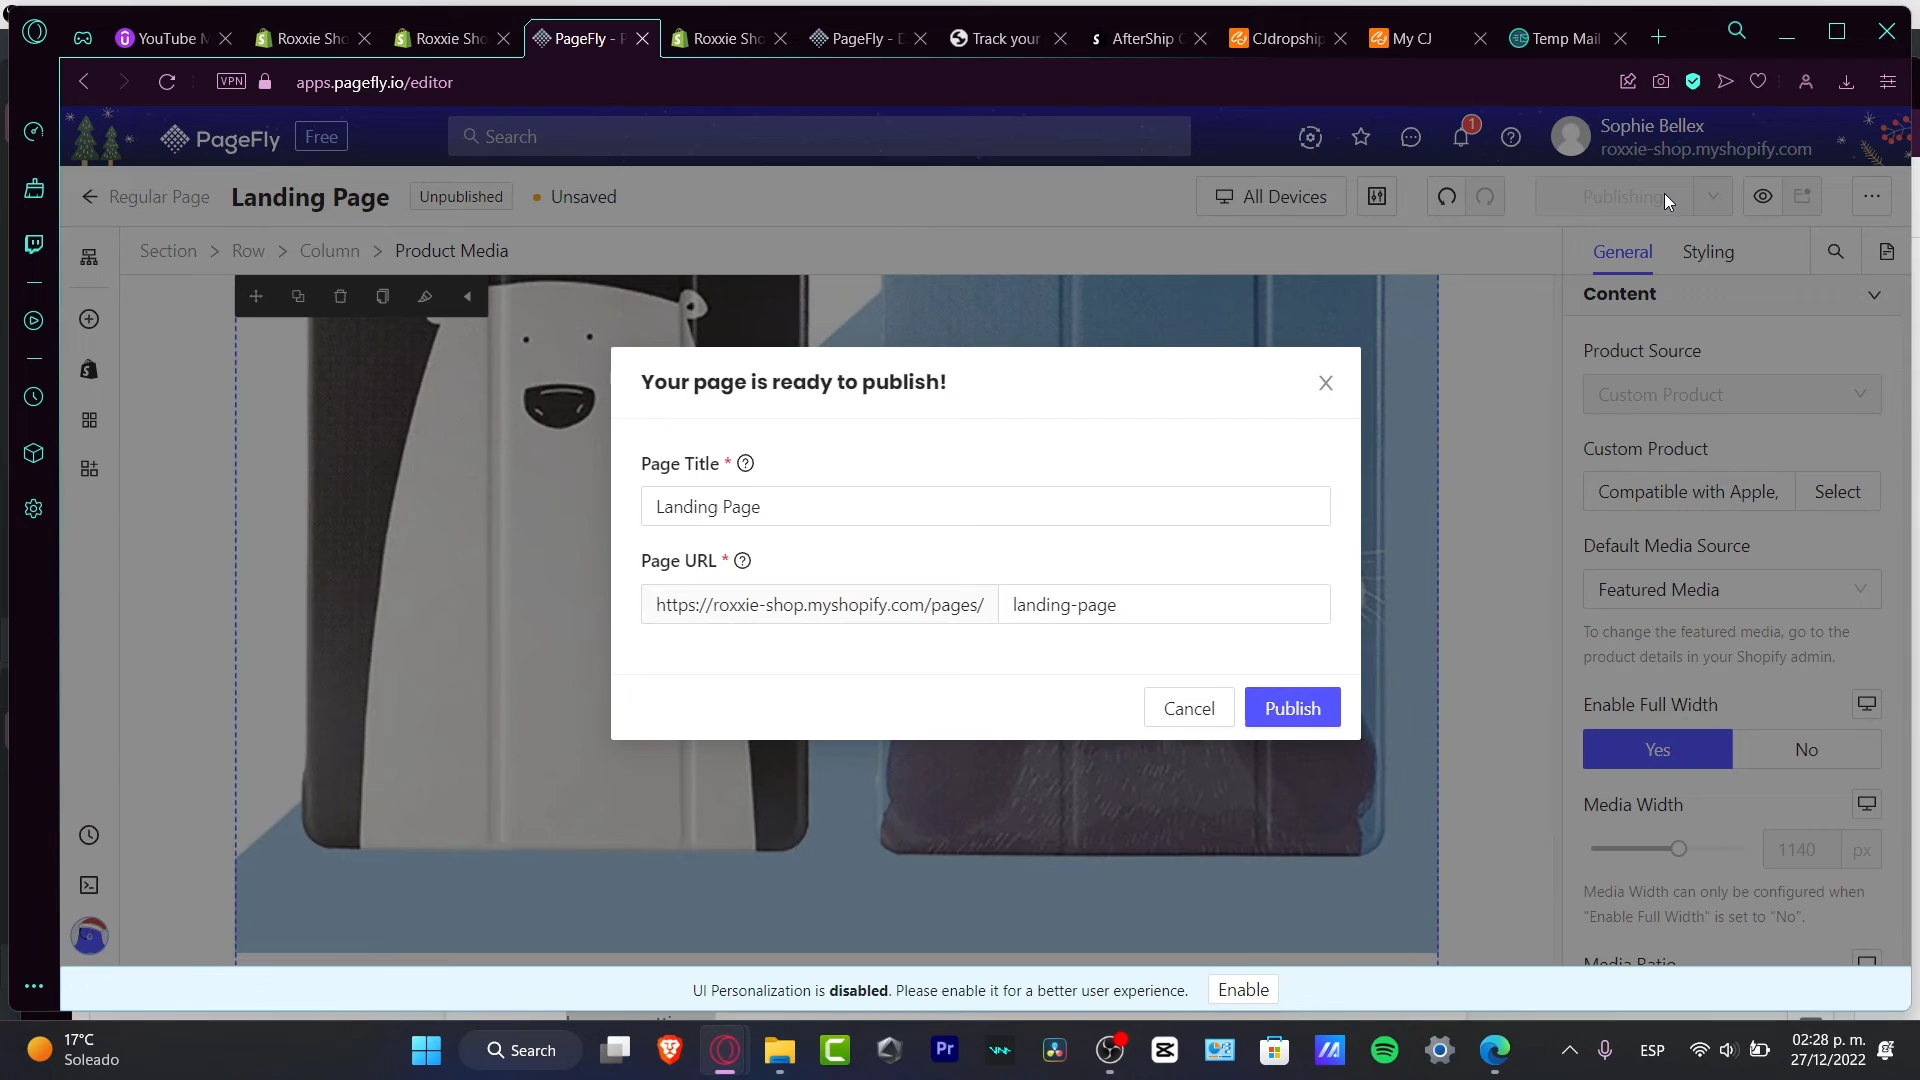 YouTube M
Roxxie Sho
Roxxie Sho
PageFly - P
Roxxie Sho
PageFly - D
Track your
AfterShip
CJdropship
My CJ
Temp Mail
VPN
apps.pagefly.io/editor
PageFly
Free
Search
1
Sophie Bellex
roxxie-shop.myshopify.com
Regular Page
Landing Page
Unpublished
Unsaved
All Devices
Publishing
Section > Row > Column > Product Media
General
Styling
Content
Product Source
Custom Product
Custom Product
Compatible with Apple,
Select
Default Media Source
Featured Media
To change the featured media, go to the
product details in your Shopify admin.
Enable Full Width
Yes
No
Media Width
1140
px
Media Width can only be configured when
"Enable Full Width" is set to "No".
Media Ratio
Your page is ready to publish!
Page Title *
Landing Page
Page URL *
https://roxxie-shop.myshopify.com/pages/
landing-page
Cancel
Publish
UI Personalization is disabled. Please enable it for a better user experience.
Enable
17°C
Soleado
Search
Pr
ESP
02:28 p. m.
27/12/2022